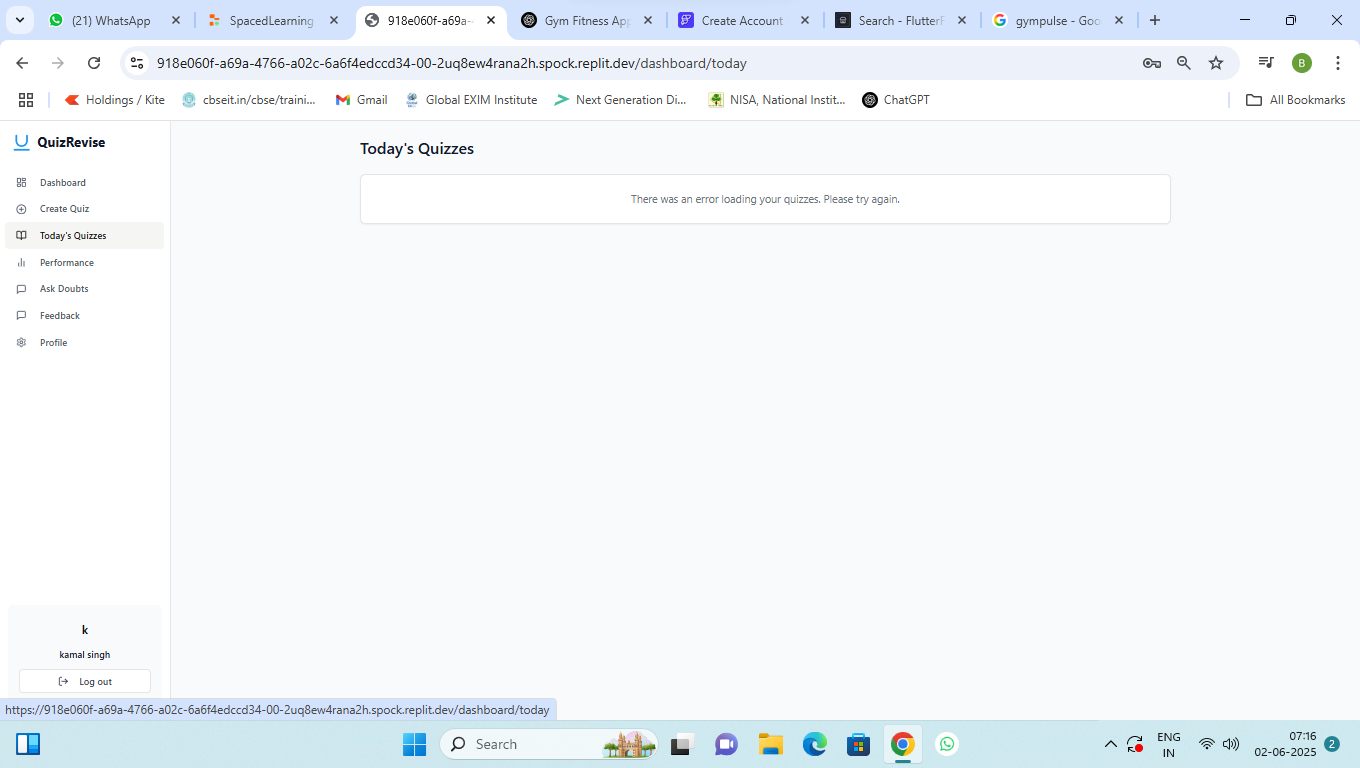 (21) WhatsApp
SpacedLearning
918e060f-a69a-
Gym Fitness App
Create Account
Search - FlutterF
gympulse - Goo
918e060f-a69a-4766-a02c-6a6f4edccd34-00-2uq8ew4rana2h.spock.replit.dev/dashboard/today
B
Holdings / Kite
cbseit.in/cbse/traini...
Gmail
Global EXIM Institute
Next Generation Di...
NISA, National Instit...
ChatGPT
All Bookmarks
QuizRevise
Dashboard
Create Quiz
Today's Quizzes
Performance
Ask Doubts
Feedback
Profile
Today's Quizzes
There was an error loading your quizzes. Please try again.
k
kamal singh
Log out
https://918e060f-a69a-4766-a02c-6a6f4edccd34-00-2uq8ew4rana2h.spock.replit.dev/dashboard/today
Search
ENG
IN
07:16
02-06-2025
2